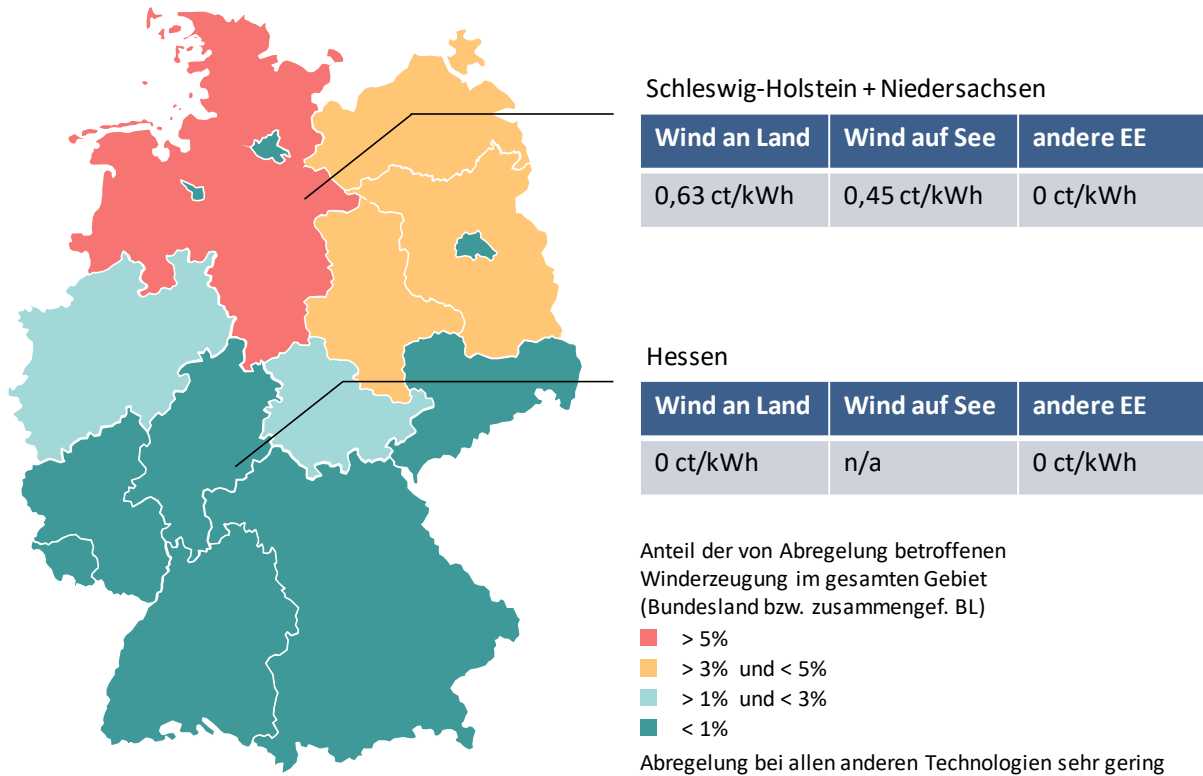 Schleswig-Holstein + Niedersachsen
Wind an Land Wind auf See andere EE
0,63 ct/kWh 0,45 ct/kWh 0 ct/kWh
Hessen
Wind an Land Wind auf See andere EE
0 ct/kWh n/a 0 ct/kWh
Anteil der von Abregelung betroffenen
Winderzeugung im gesamten Gebiet
(Bundesland bzw. zusammengef. BL)
> 5%
> 3% und < 5%
> 1% und < 3%
< 1%
Abregelung bei allen anderen Technologien sehr gering